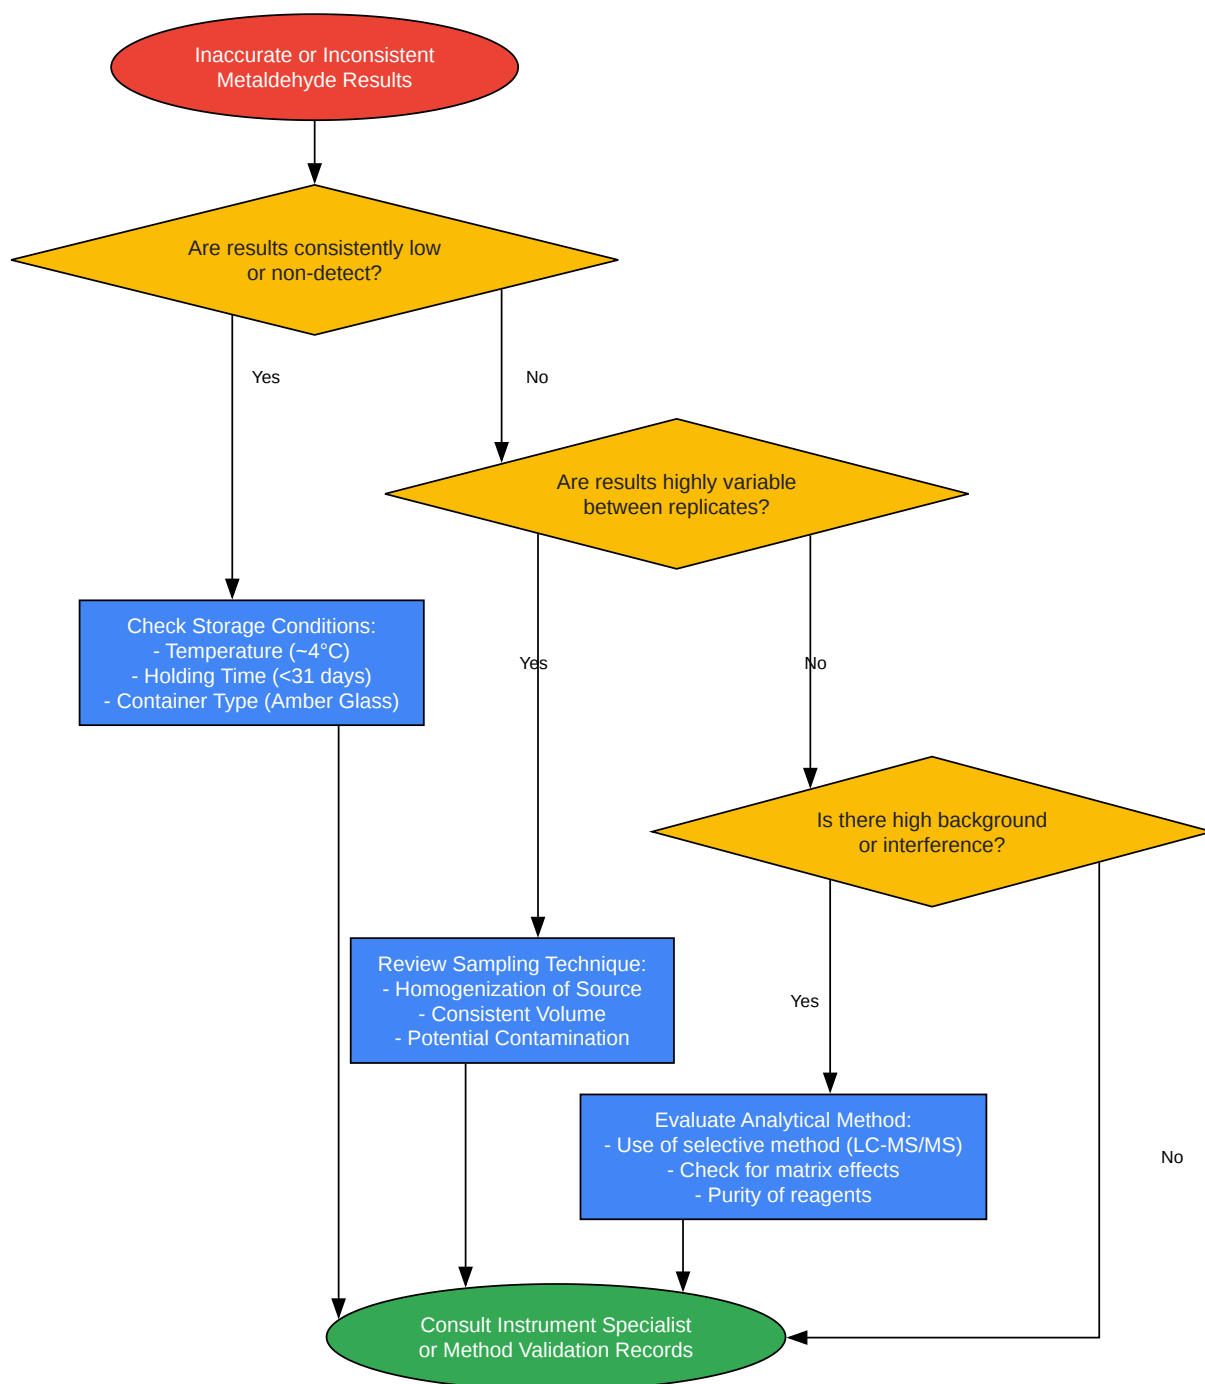 Inaccurate or Inconsistent
Metaldehyde Results
Are results consistently low
or non-detect?
Yes
No
Are results highly variable
between replicates?
Check Storage Conditions:
- Temperature (~4°C)
- Holding Time (<31 days)
- Container Type (Amber Glass)
Yes
No
Is there high background
or interference?
Review Sampling Technique:
- Homogenization of Source
- Consistent Volume
- Potential Contamination
Yes
Evaluate Analytical Method:
- Use of selective method (LC-MS/MS)
- Check for matrix effects
- Purity of reagents
No
Consult Instrument Specialist
or Method Validation Records